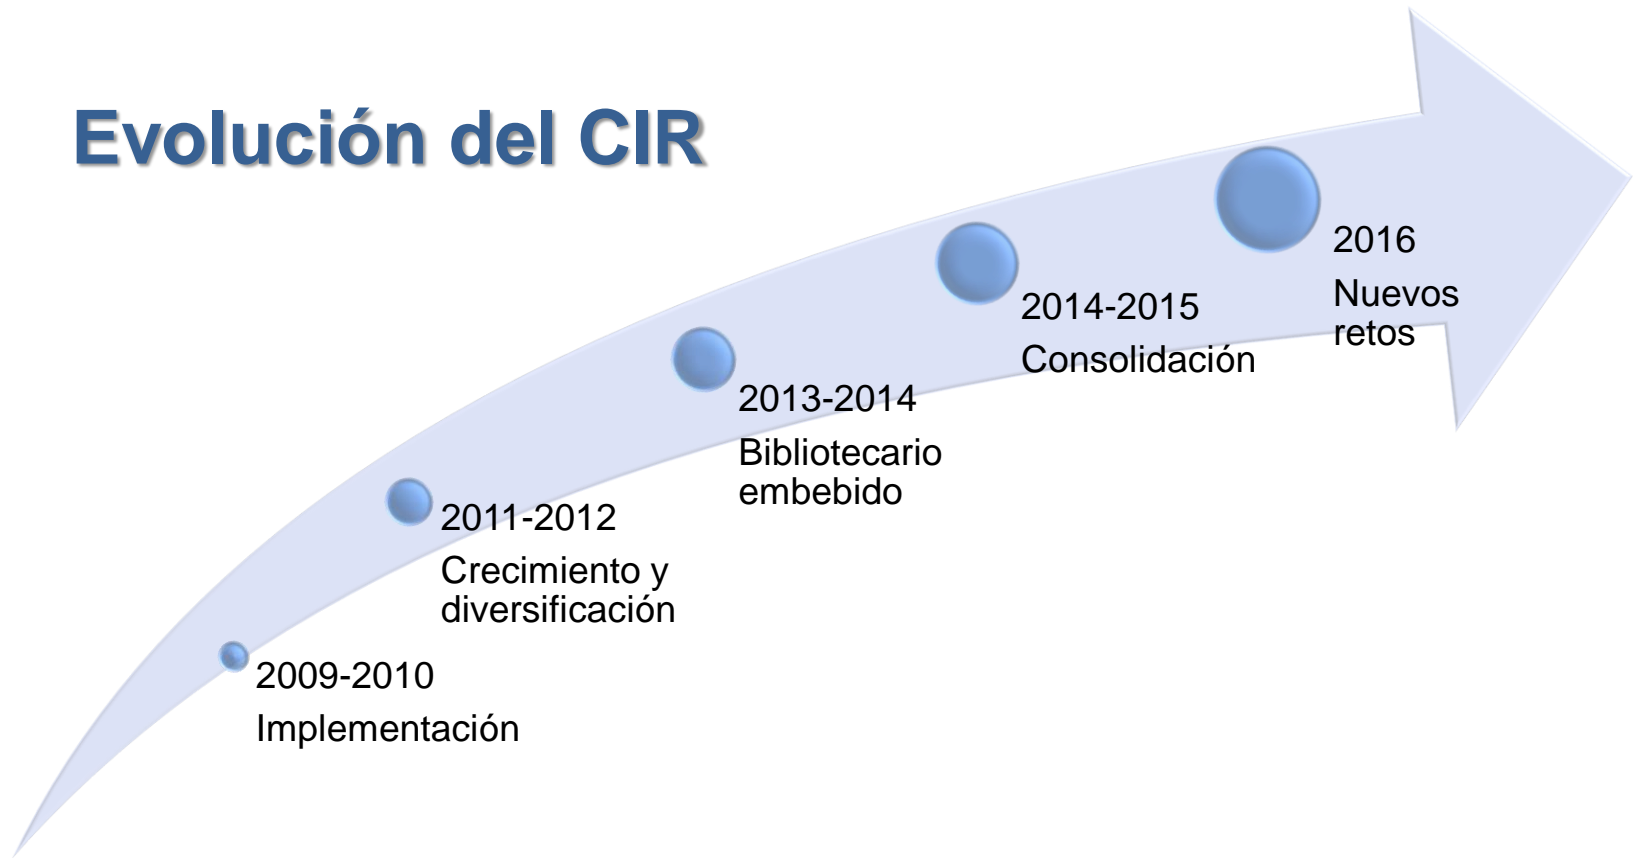 Evolución del CIR
2009-2010
Implementación
2011-2012
Crecimiento y
diversificación
2013-2014
Bibliotecario
embebido
2014-2015
Consolidación
2016
Nuevos
retos